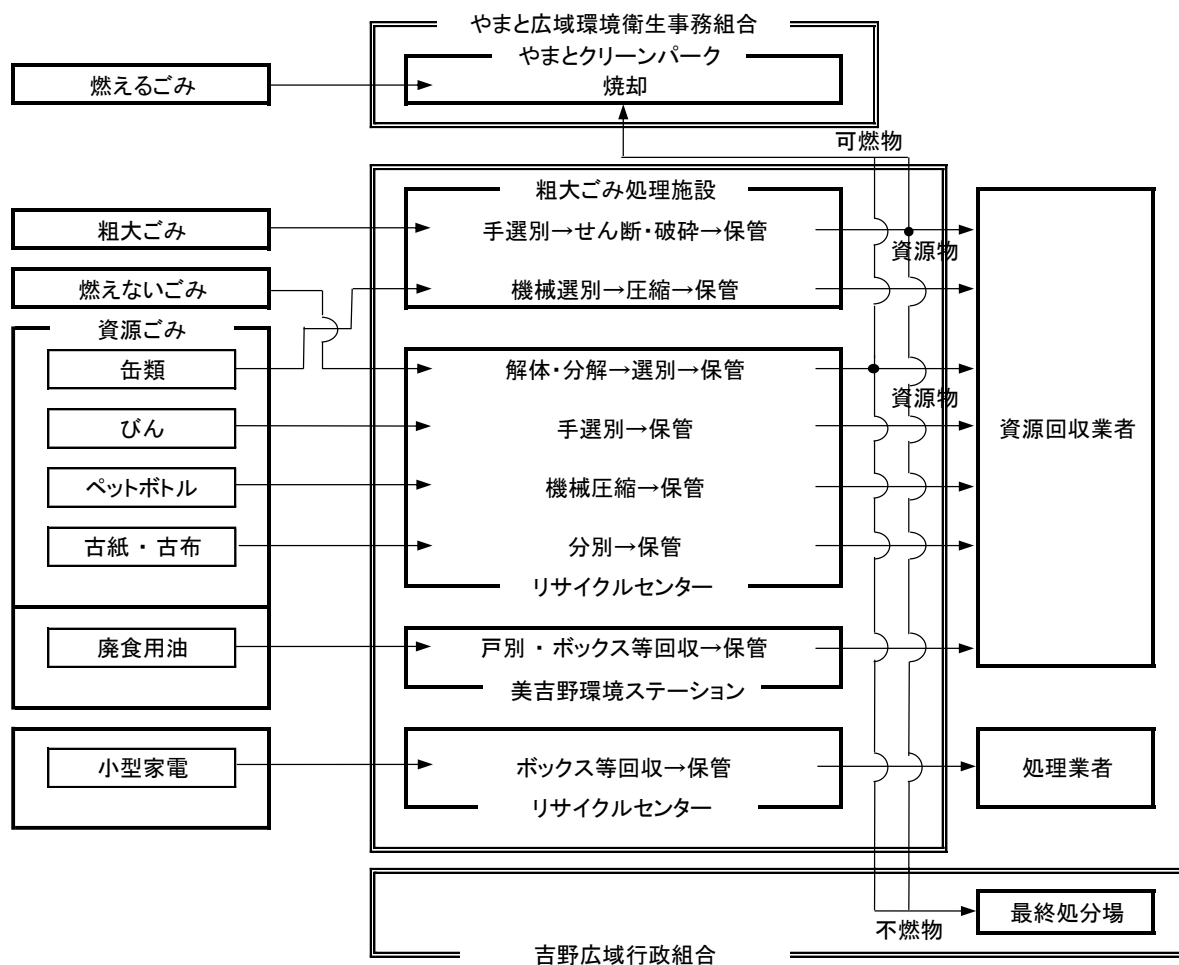 やまと広域環境衛生事務組合
やまとクリーンパーク
燃えるごみ
焼却
可燃物
粗大ごみ処理施設
粗大ごみ
手選別→せん断・破砕→保管
資源物
燃えないごみ
機械選別→圧縮→保管
資源ごみ
缶類
解体・分解→選別→保管
資源物
びん
手選別→保管
資源回収業者
ペットボトル
機械圧縮→保管
古紙・古布
分別→保管
リサイクルセンター
廃食用油
戸別・ボックス等回収→保管
美吉野環境ステーション
小型家電
ボックス等回収→保管
処理業者
リサイクルセンター
最終処分場
不燃物
吉野広域行政組合